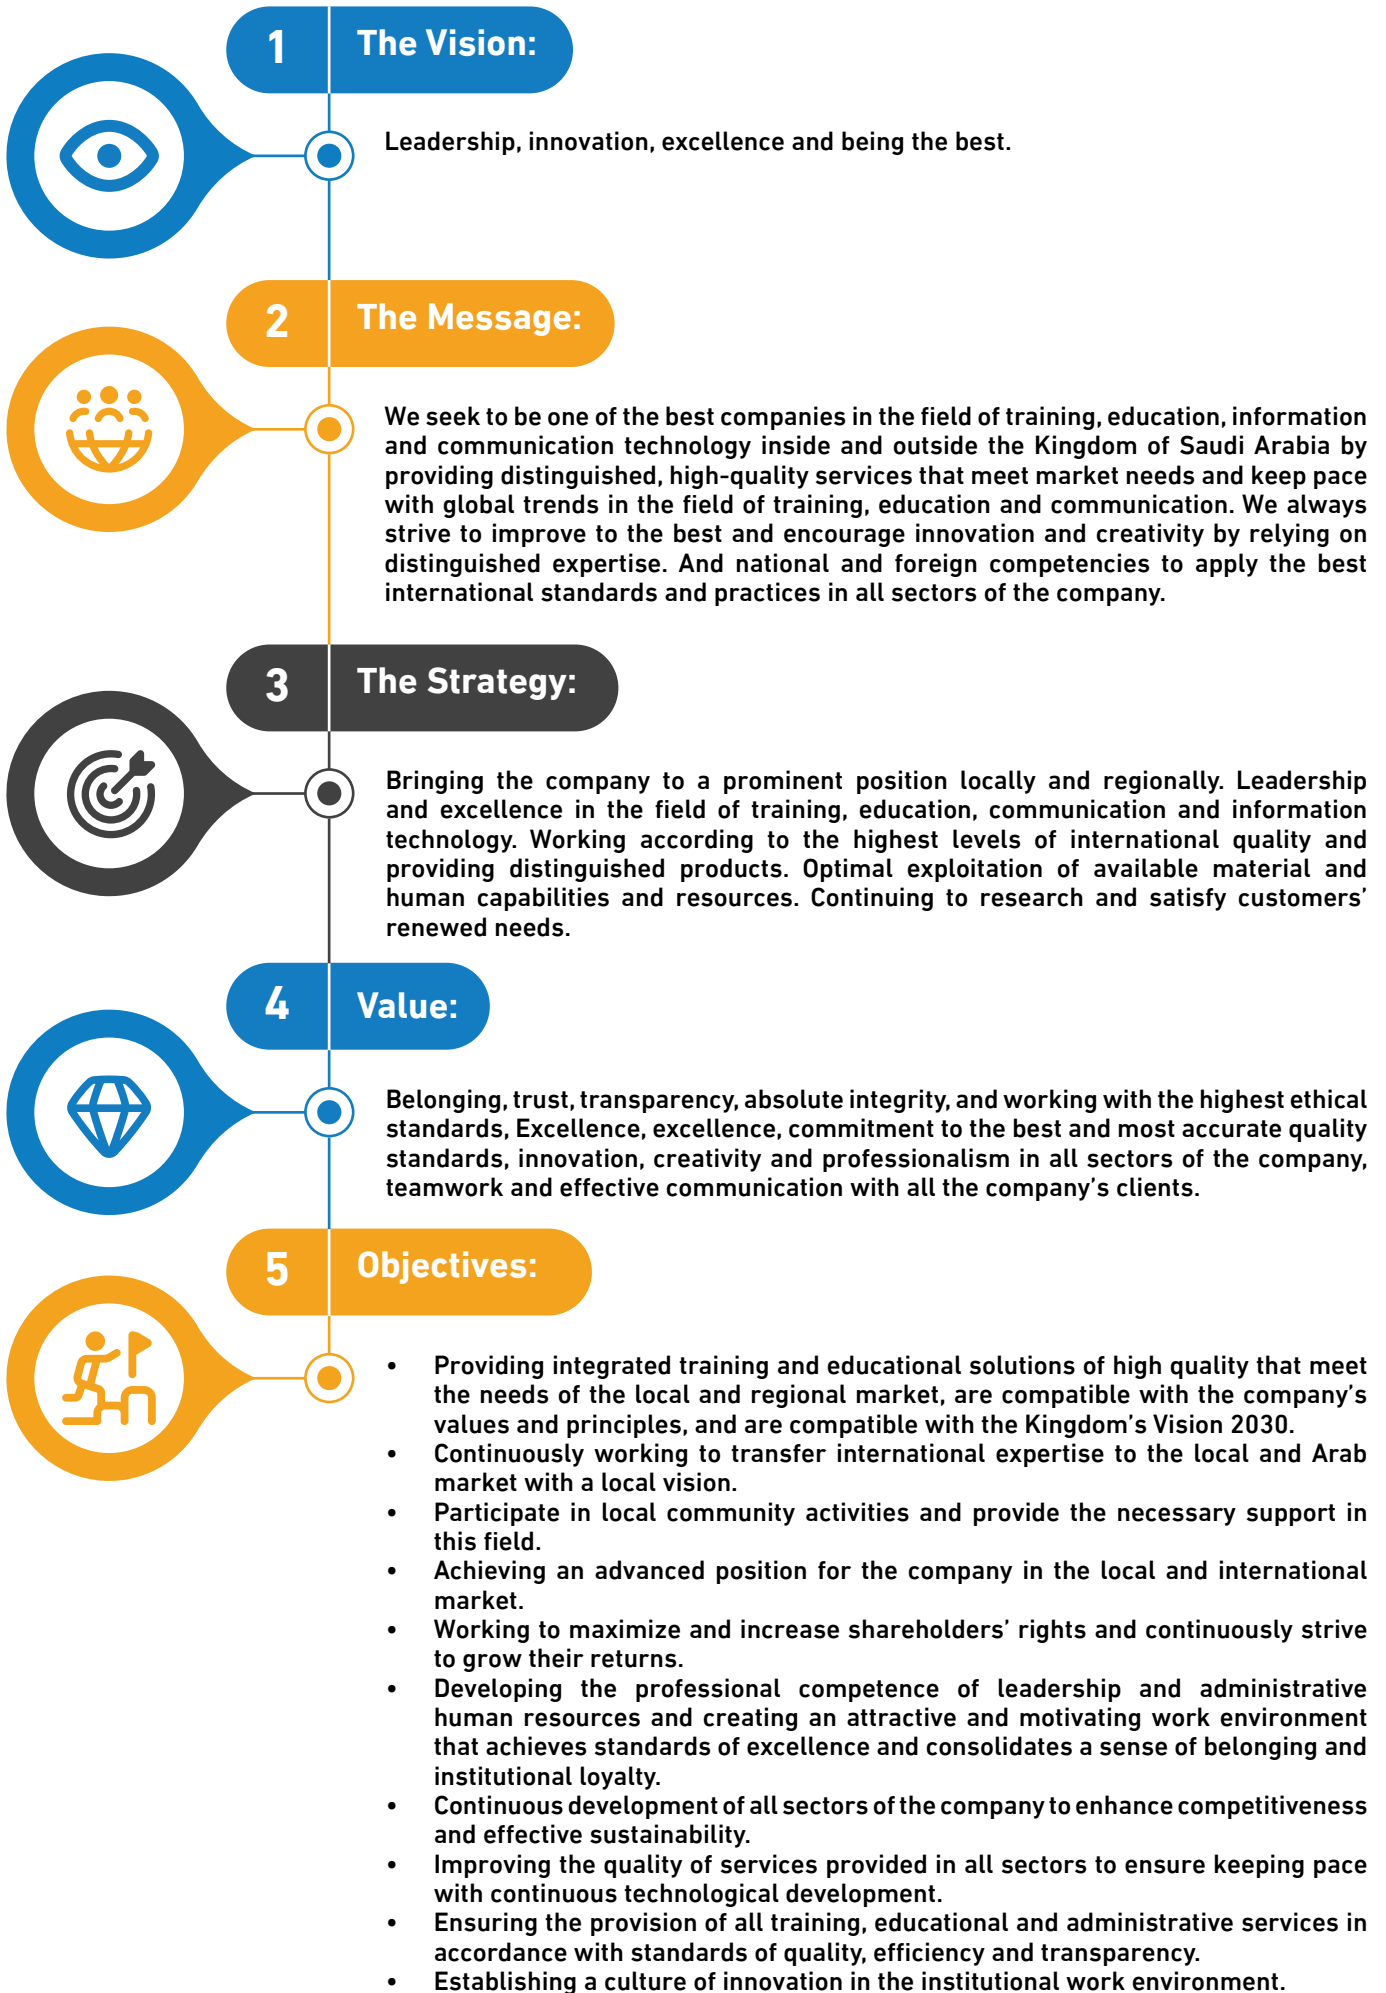 1 The Vision:
Leadership, innovation, excellence and being the best.
2 The Message:
We seek to be one of the best companies in the field of training, education, information
and communication technology inside and outside the Kingdom of Saudi Arabia by
providing distinguished, high-quality services that meet market needs and keep pace
with global trends in the field of training, education and communication. We always
strive to improve to the best and encourage innovation and creativity by relying on
distinguished expertise. And national and foreign competencies to apply the best
international standards and practices in all sectors of the company.
3 The Strategy:
Bringing the company to a prominent position locally and regionally. Leadership
and excellence in the field of training, education, communication and information
technology. Working according to the highest levels of international quality and
providing distinguished products. Optimal exploitation of available material and
human capabilities and resources. Continuing to research and satisfy customers’
renewed needs.
4 Value:
Belonging, trust, transparency, absolute integrity, and working with the highest ethical
standards, Excellence, excellence, commitment to the best and most accurate quality
standards, innovation, creativity and professionalism in all sectors of the company,
teamwork and effective communication with all the company’s clients.
5 Objectives:
• Providing integrated training and educational solutions of high quality that meet
the needs of the local and regional market, are compatible with the company’s
values and principles, and are compatible with the Kingdom’s Vision 2030.
• Continuously working to transfer international expertise to the local and Arab
market with a local vision.
• Participate in local community activities and provide the necessary support in
this field.
• Achieving an advanced position for the company in the local and international
market.
• Working to maximize and increase shareholders’ rights and continuously strive
to grow their returns.
• Developing the professional competence of leadership and administrative
human resources and creating an attractive and motivating work environment
that achieves standards of excellence and consolidates a sense of belonging and
institutional loyalty.
• Continuous development of all sectors of the company to enhance competitiveness
and effective sustainability.
• Improving the quality of services provided in all sectors to ensure keeping pace
with continuous technological development.
• Ensuring the provision of all training, educational and administrative services in
accordance with standards of quality, efficiency and transparency.
• Establishing a culture of innovation in the institutional work environment.